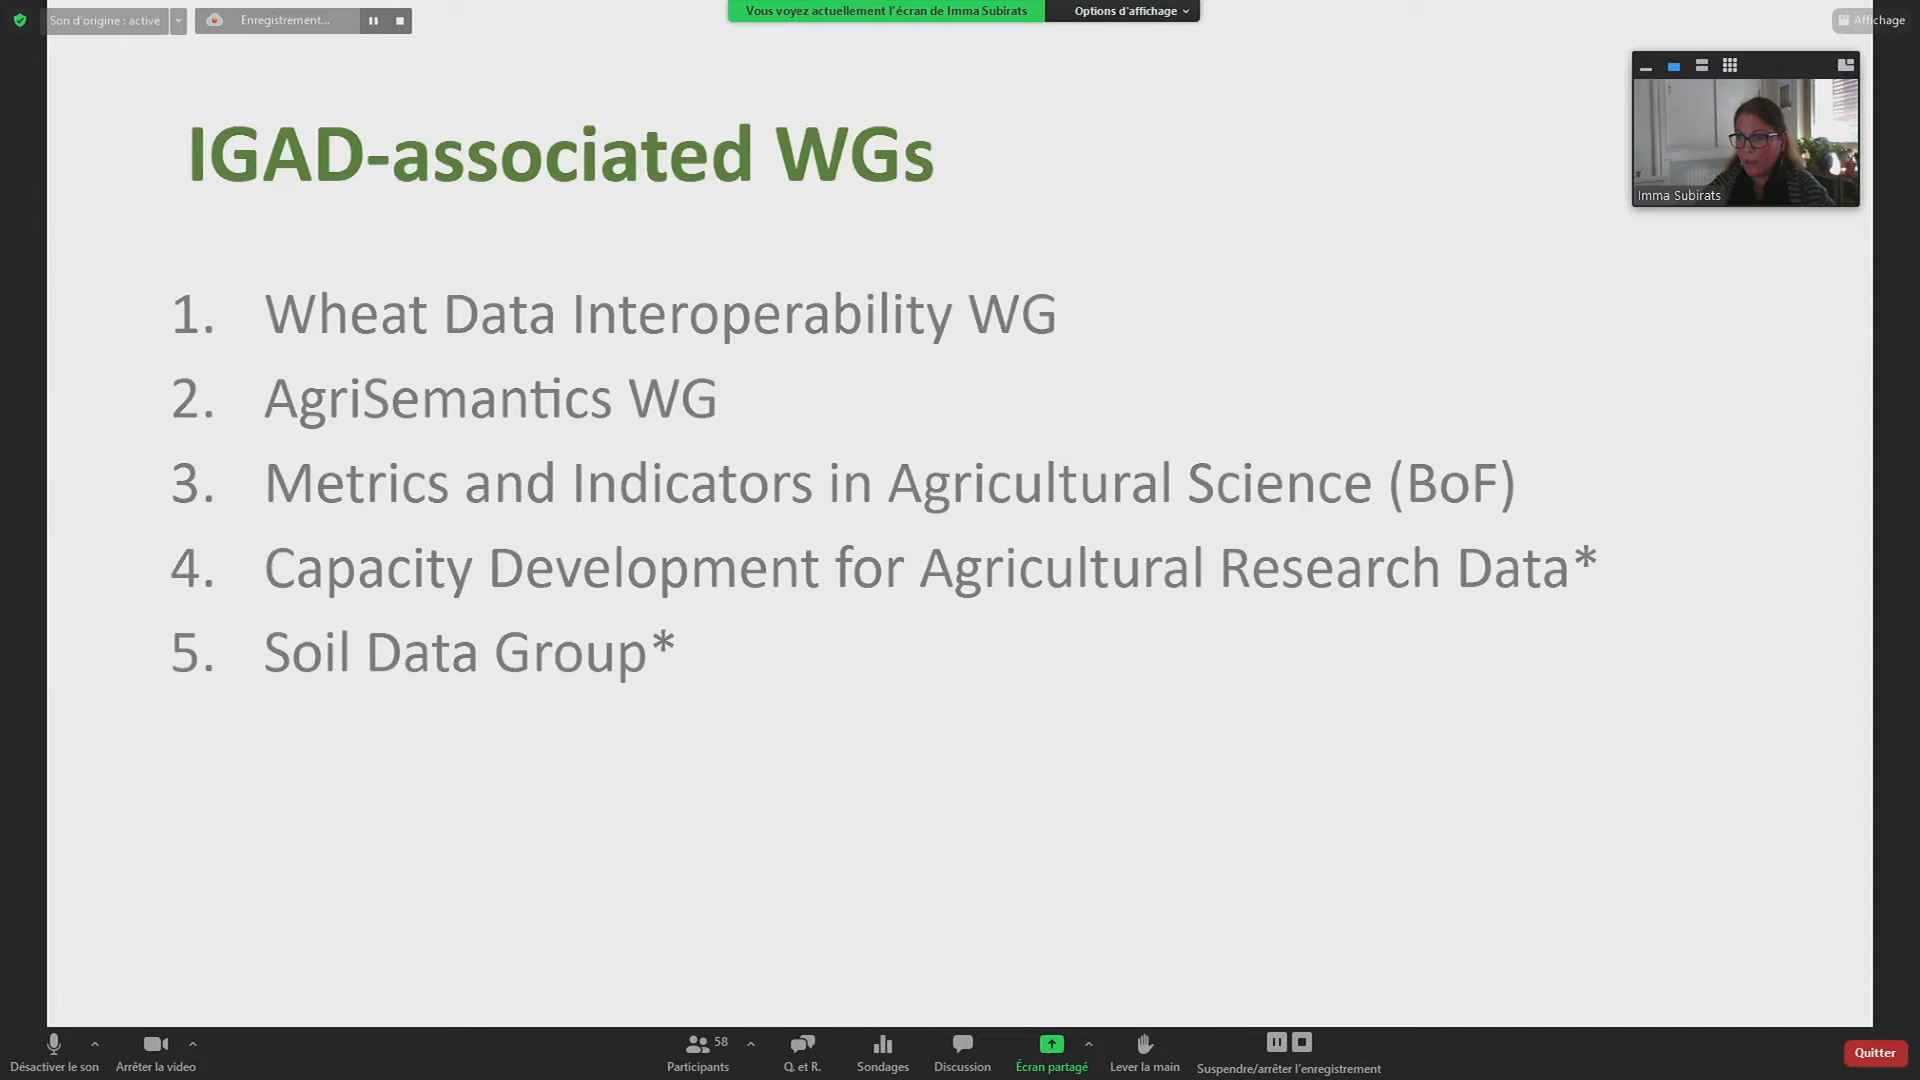 Son d'origine : activé
Enregistrement...
Vous voyez actuellement l'écran de Imma Subirats
Options d'affichage
Affichage
IGAD-associated WGs
Imma Subirats
1. Wheat Data Interoperability WG
2. AgriSemantics WG
3. Metrics and Indicators in Agricultural Science (BoF)
4. Capacity Development for Agricultural Research Data*
5. Soil Data Group*
58
Désactiver le son
Arrêter la video
Participants
Q. et R.
Sondages
Discussion
Écran partagé
Lever la main
Suspendre/arrêter l'enregistrement
Quitter